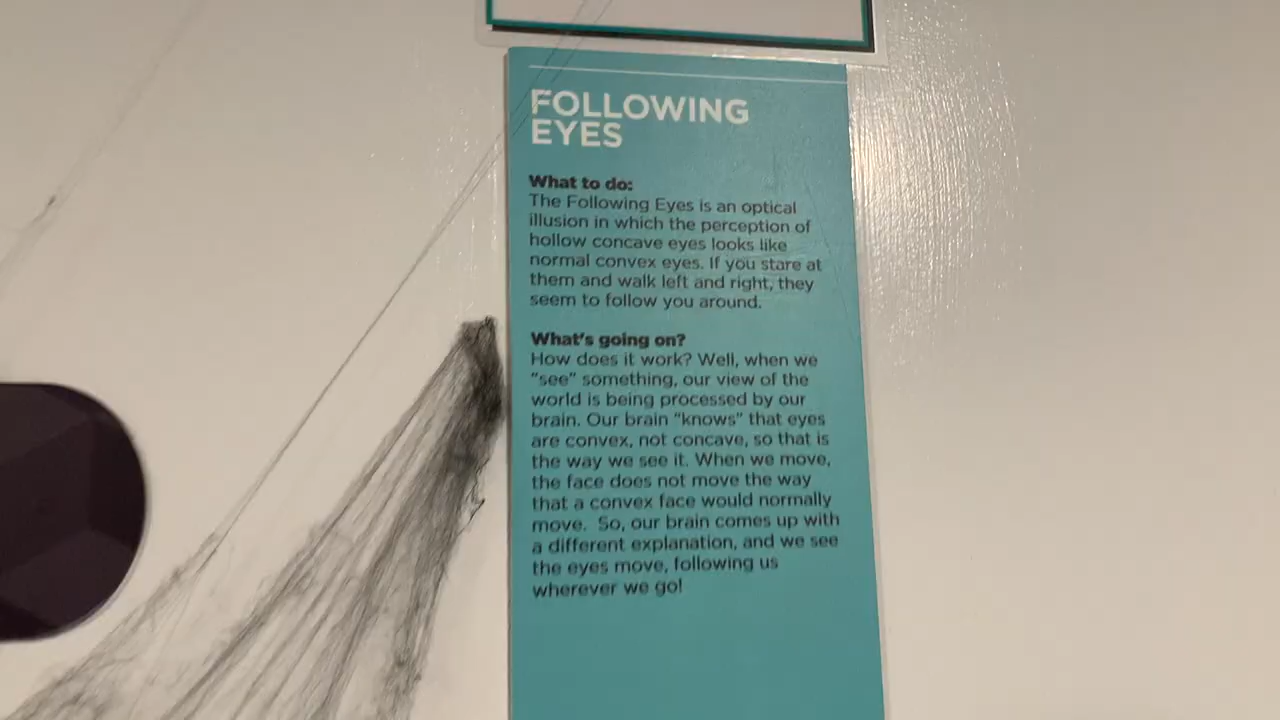 FOLLOWING
EYES
What to do:
The Following Eyes is an optical
illusion in which the perception of
hollow concave eyes looks like
normal convex eyes. If you stare at
them and walk left and right, they
seem to follow you around.
What's going on?
How does it work? Well, when we
"see" something, our view of the
world is being processed by our
brain. Our brain "knows" that eyes
are convex, not concave, so that is
the way we see it. When we move,
the face does not move the way
that a convex face would normally
move. So, our brain comes up with
a different explanation, and we see
the eyes move, following us
wherever we go!